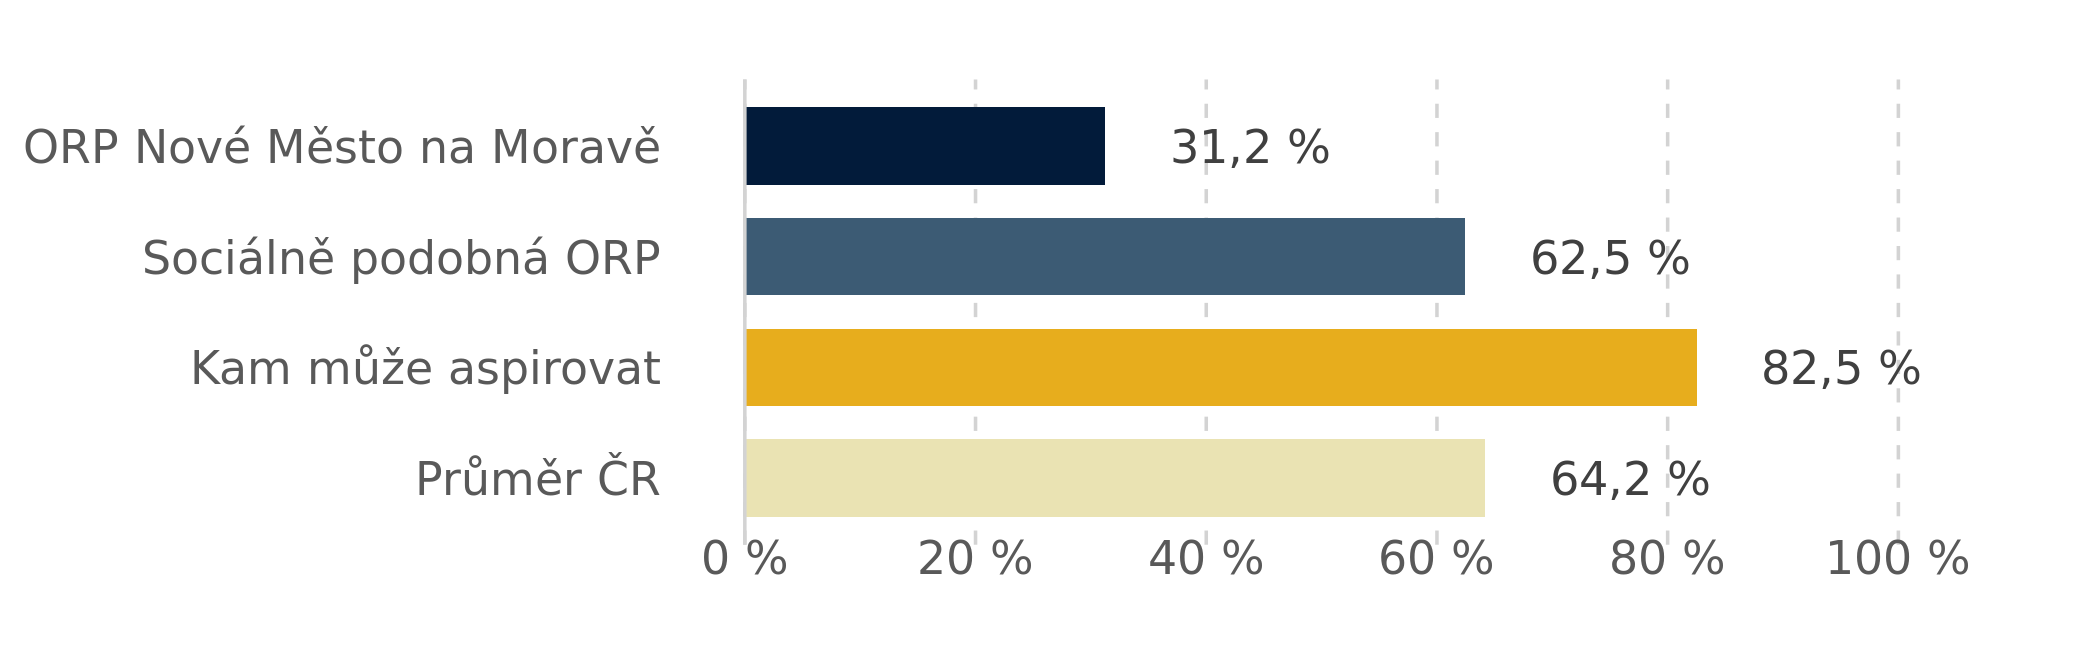 ORP Nové Město na Moravě
31,2 %
Sociálně podobná ORP
62,5 %
Kam může aspirovat
82,5 %
Průměr ČR
64,2 %
0 % 20 % 40 % 60 % 80 % 100 %